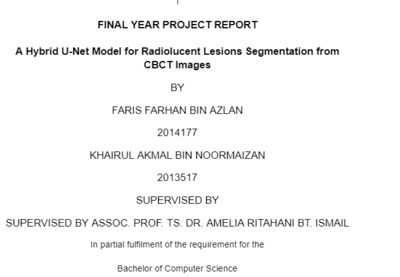 FINAL YEAR PROJECT REPORT
A Hybrid U-Net Model for Radiolucent Lesions Segmentation from
CBCT Images
BY
FARIS FARHAN BIN AZLAN
2014177
KHAIRUL AKMAL BIN NOORMAIZAN
2013517
SUPERVISED BY
SUPERVISED BY ASSOC. PROF. TS. DR. AMELIA RITAHANI BT. ISMAIL
In partial fulfilment of the requirement for the
Bachelor of Computer Science